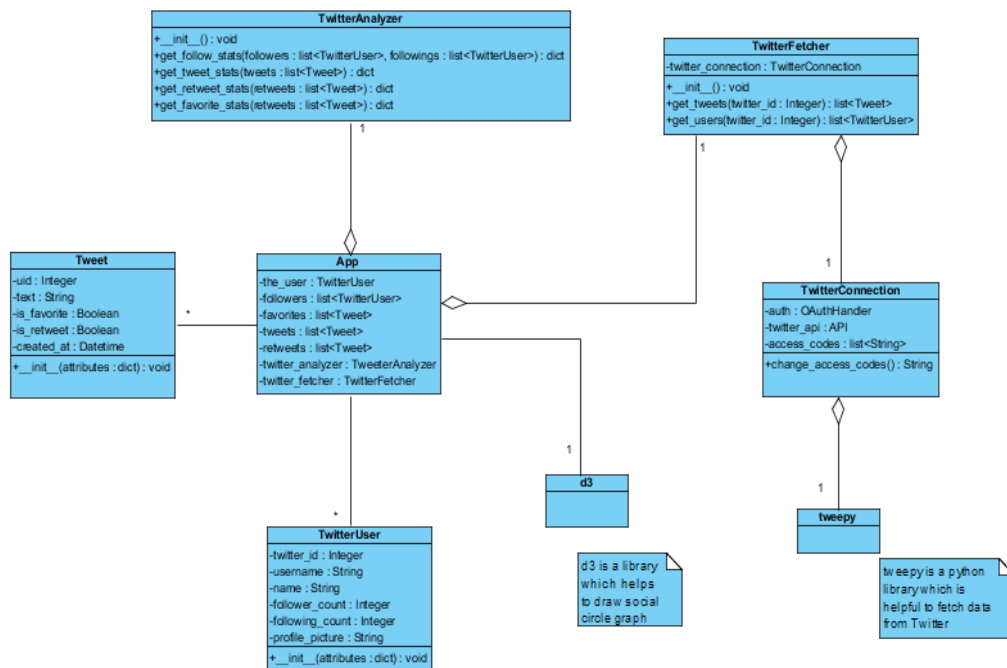 TwitterAnalyzer
+__init__() : void
+get_follow_stats(followers : list<TwitterUser>, followings : list<TwitterUser>) : dict
+get_tweet_stats(tweets : list<Tweet>) : dict
+get_retweet_stats(retweets : list<Tweet>) : dict
+get_favorite_stats(retweets : list<Tweet>) : dict
1
TwitterFetcher
-twitter_connection : TwitterConnection
+__init__() : void
+get_tweets(twitter_id : Integer) : list<Tweet>
+get_users(twitter_id : Integer) : list<TwitterUser>
1
Tweet
-uid : Integer
-text : String
-is_favorite : Boolean
-is_retweet : Boolean
-created_at : Datetime
+__init__(attributes : dict) : void
*
App
-the_user : TwitterUser
-followers : list<TwitterUser>
-favorites : list<Tweet>
-tweets : list<Tweet>
-retweets : list<Tweet>
-twitter_analyzer : TweeterAnalyzer
-twitter_fetcher : TwitterFetcher
1
TwitterConnection
-auth : OAuthHandler
-twitter_api : API
-access_codes : list<String>
+change_access_codes() : String
*
TwitterUser
-twitter_id : Integer
-username : String
-name : String
-follower_count : Integer
-following_count : Integer
-profile_picture : String
+__init__(attributes : dict) : void
1
d3
d3 is a library
which helps
to draw social
circle graph
1
tweepy
tweepy is a python
library which is
helpful to fetch data
from Twitter